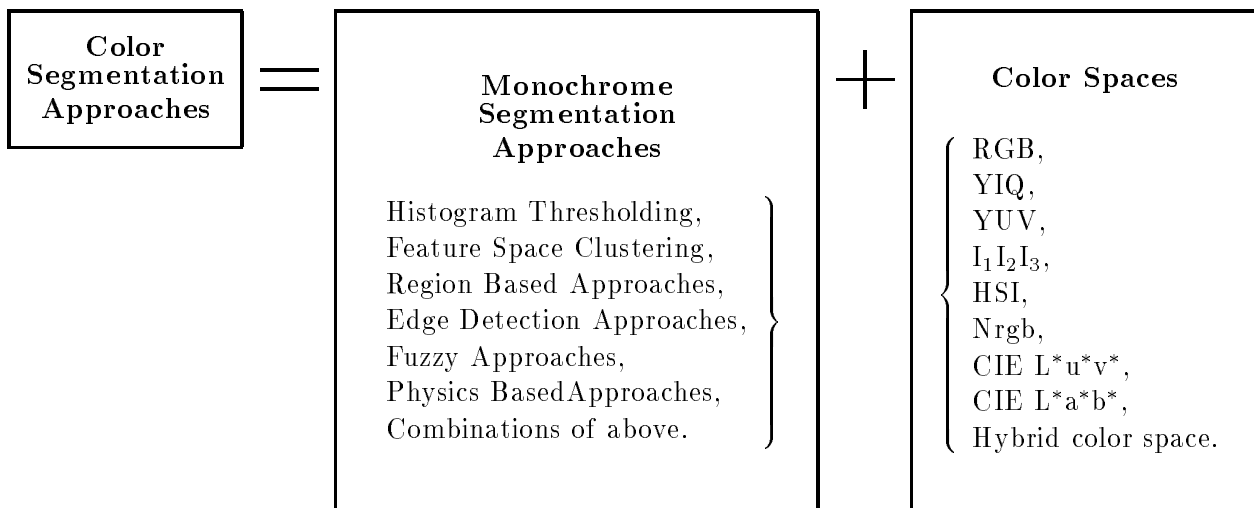 Color
Segmentation
Approaches
=
Monochrome
Segmentation
Approaches
Histogram Thresholding,
Feature Space Clustering,
Region Based Approaches,
Edge Detection Approaches,
Fuzzy Approaches,
Physics BasedApproaches,
Combinations of above.
+
Color Spaces
RGB,
YIQ,
YUV,
I₁I₂I₃,
HSI,
Nrgb,
CIE L*u*v*,
CIE L*a*b*,
Hybrid color space.